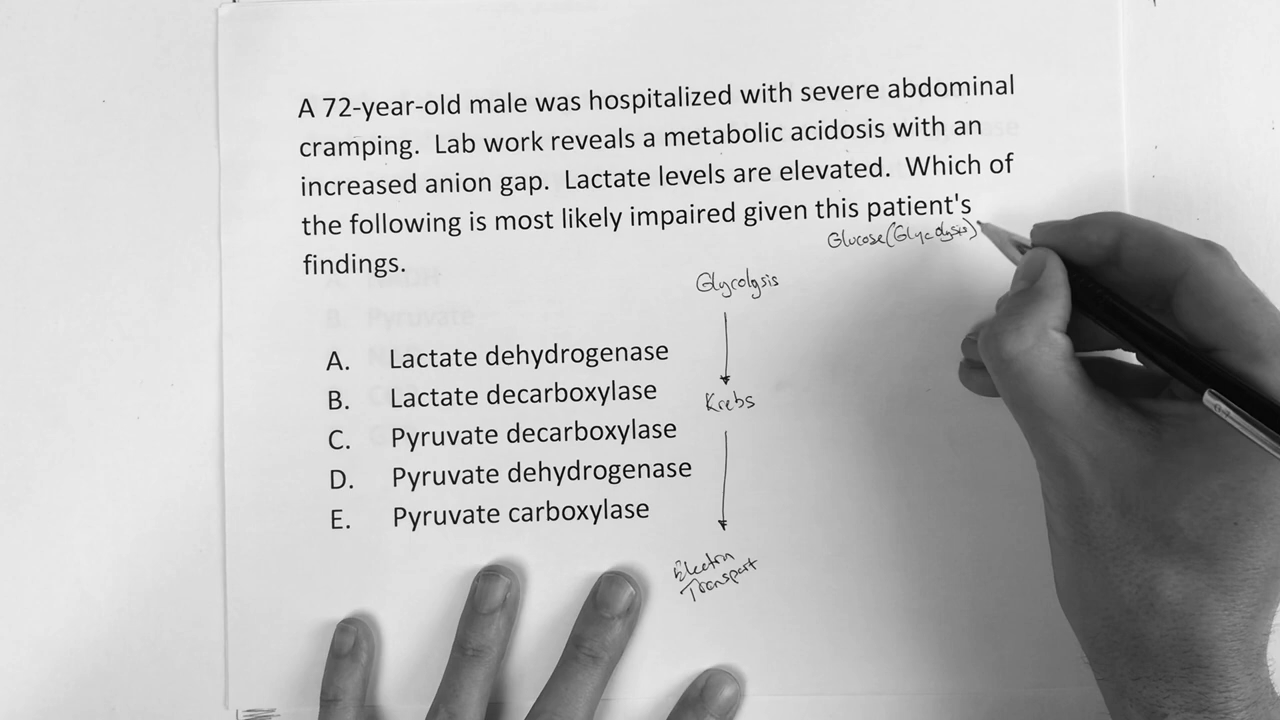 A 72-year-old male was hospitalized with severe abdominal
cramping. Lab work reveals a metabolic acidosis with an
increased anion gap. Lactate levels are elevated. Which of
the following is most likely impaired given this patient's
findings.
Glucose (Glycolysis)
Glycolysis
A. Lactate dehydrogenase
B. Lactate decarboxylase
Krebs
C. Pyruvate decarboxylase
D. Pyruvate dehydrogenase
E. Pyruvate carboxylase
Electron
Transport
B. Pyruvate